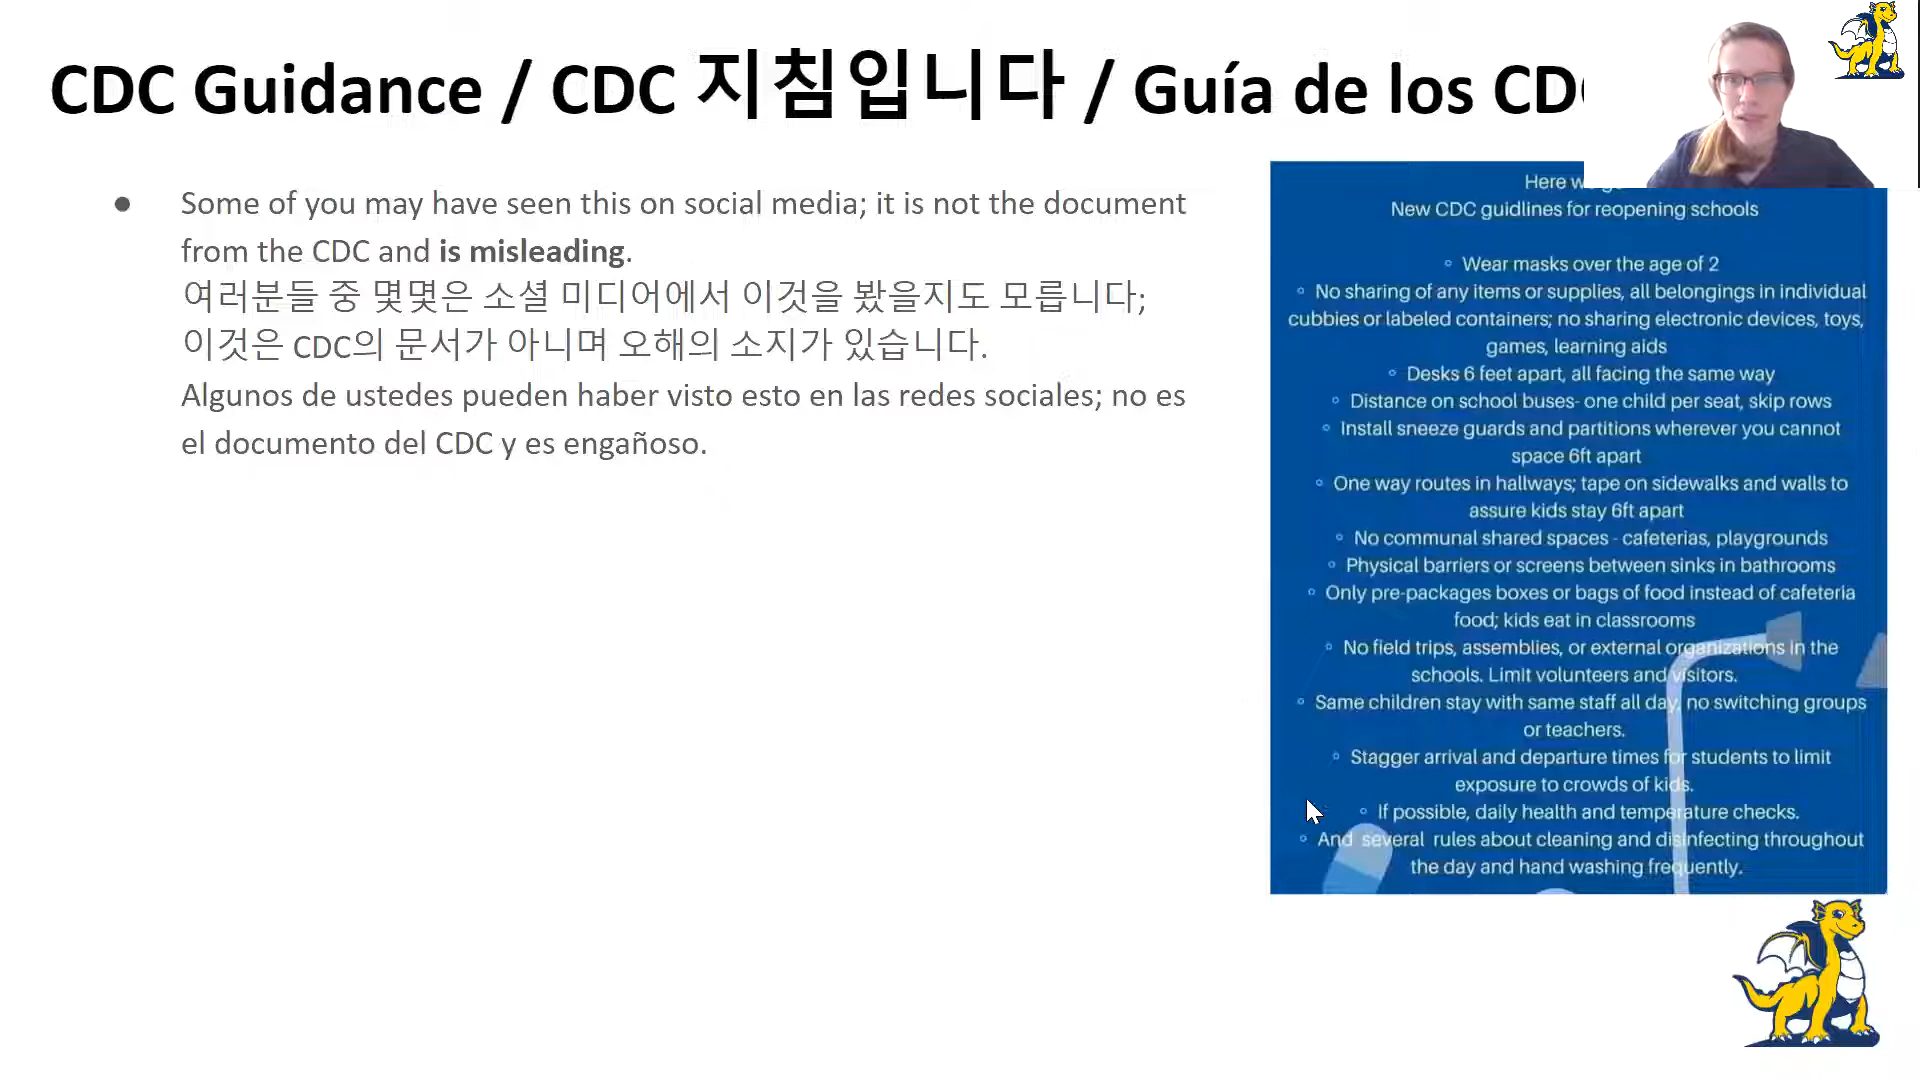 CDC Guidance / CDC 지침입니다 / Guía de los CDC
● Some of you may have seen this on social media; it is not the document
from the CDC and is misleading.
여러분들 중 몇몇은 소셜 미디어에서 이것을 봤을지도 모릅니다;
이것은 CDC의 문서가 아니며 오해의 소지가 있습니다.
Algunos de ustedes pueden haber visto esto en las redes sociales; no es
el documento del CDC y es engañoso.
Here
New CDC guidlines for reopening schools
◦ Wear masks over the age of 2
◦ No sharing of any items or supplies, all belongings in individual
cubbies or labeled containers; no sharing electronic devices, toys,
games, learning aids
◦ Desks 6 feet apart, all facing the same way
◦ Distance on school buses- one child per seat, skip rows
◦ Install sneeze guards and partitions wherever you cannot
space 6ft apart
◦ One way routes in hallways; tape on sidewalks and walls to
assure kids stay 6ft apart
◦ No communal shared spaces - cafeterias, playgrounds
◦ Physical barriers or screens between sinks in bathrooms
◦ Only pre-packages boxes or bags of food instead of cafeteria
food; kids eat in classrooms
◦ No field trips, assemblies, or external organizations in the
schools. Limit volunteers and visitors.
◦ Same children stay with same staff all day, no switching groups
or teachers.
◦ Stagger arrival and departure times for students to limit
exposure to crowds of kids.
◦ If possible, daily health and temperature checks.
◦ And several rules about cleaning and disinfecting throughout
the day and hand washing frequently.